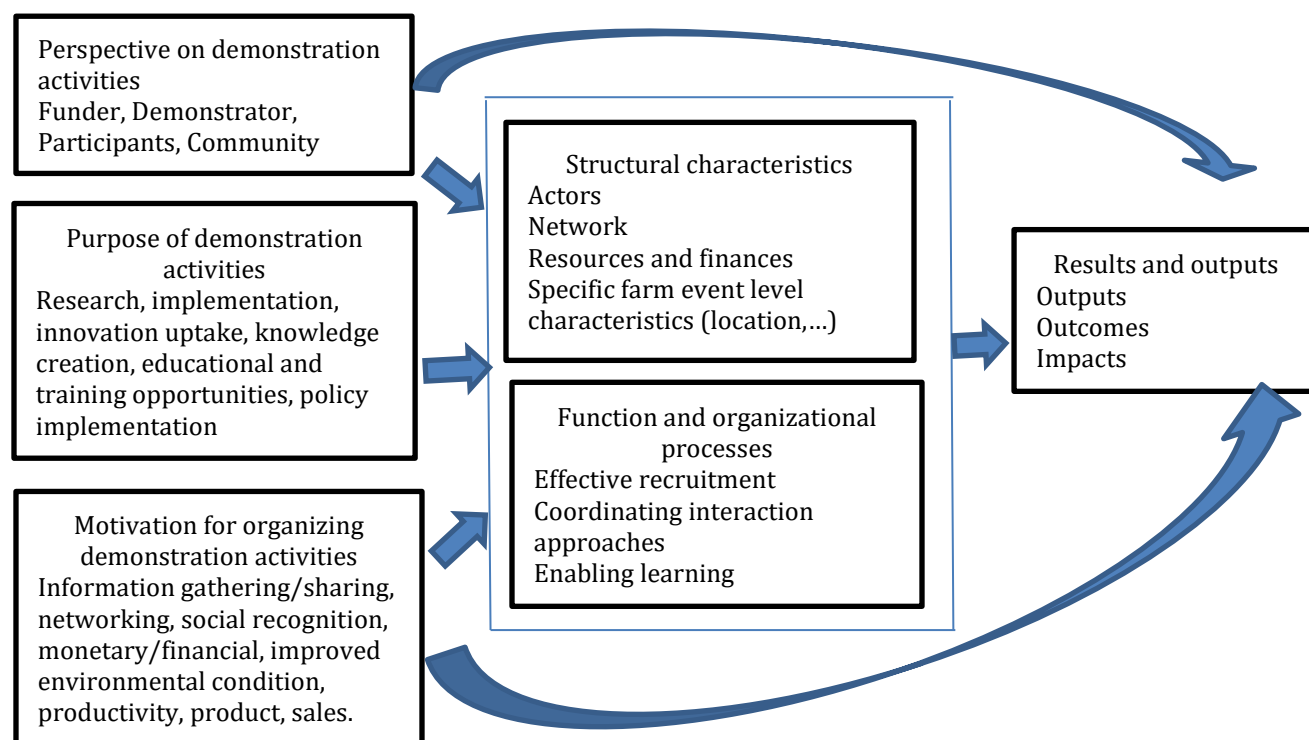 Perspective on demonstration
activities
Funder, Demonstrator,
Participants, Community
Purpose of demonstration
activities
Research, implementation,
innovation uptake, knowledge
creation, educational and
training opportunities, policy
implementation
Motivation for organizing
demonstration activities
Information gathering/sharing,
networking, social recognition,
monetary/financial, improved
environmental condition,
productivity, product, sales.
Structural characteristics
Actors
Network
Resources and finances
Specific farm event level
characteristics (location,...)
Function and organizational
processes
Effective recruitment
Coordinating interaction
approaches
Enabling learning
Results and outputs
Outputs
Outcomes
Impacts